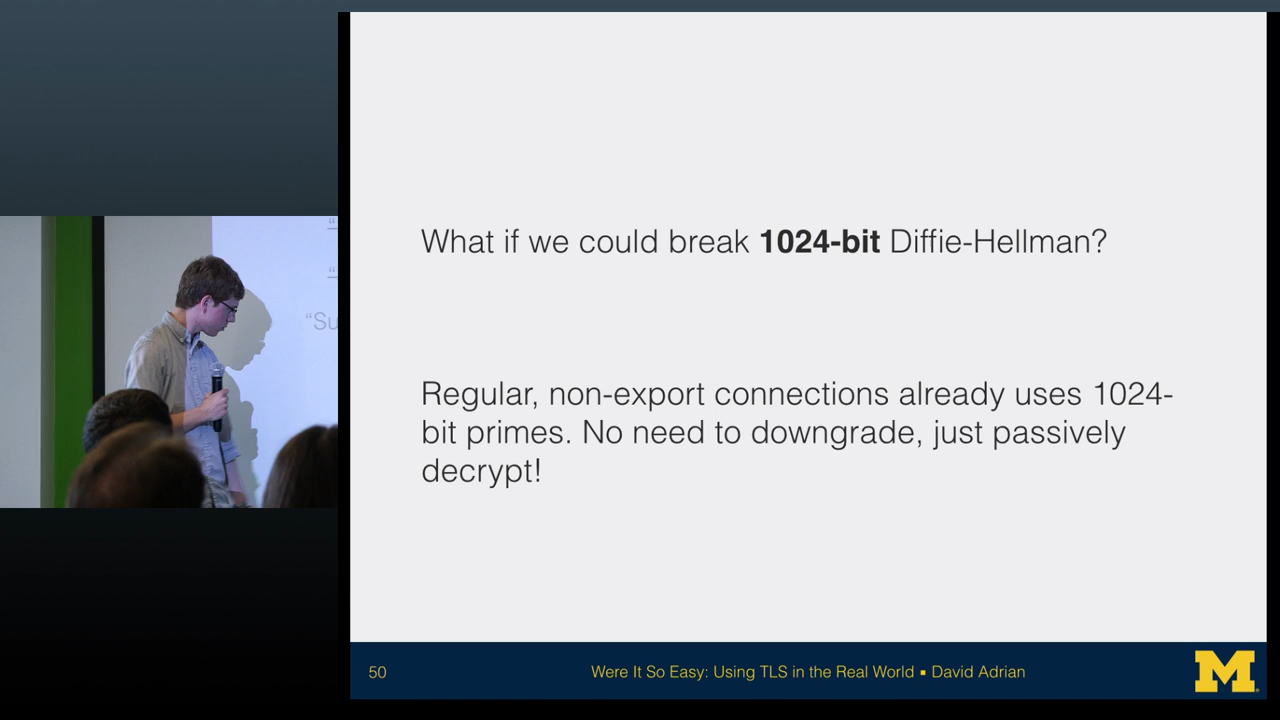 “
“
“Su
What if we could break 1024-bit Diffie-Hellman?
Regular, non-export connections already uses 1024-
bit primes. No need to downgrade, just passively
decrypt!
50
Were It So Easy: Using TLS in the Real World ▪ David Adrian
M